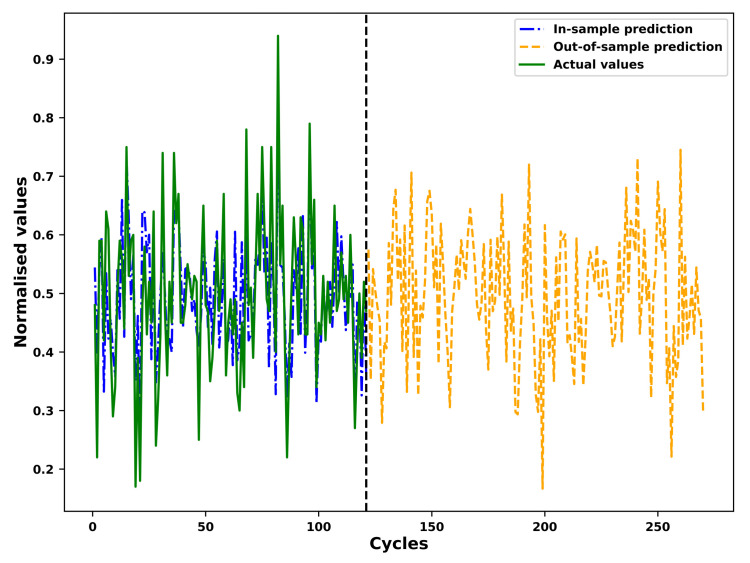 In-sample prediction
Out-of-sample prediction
Actual values
Normalised values
0.9
0.8
0.7
0.6
0.5
0.4
0.3
0.2
0 50 100 150 200 250
Cycles